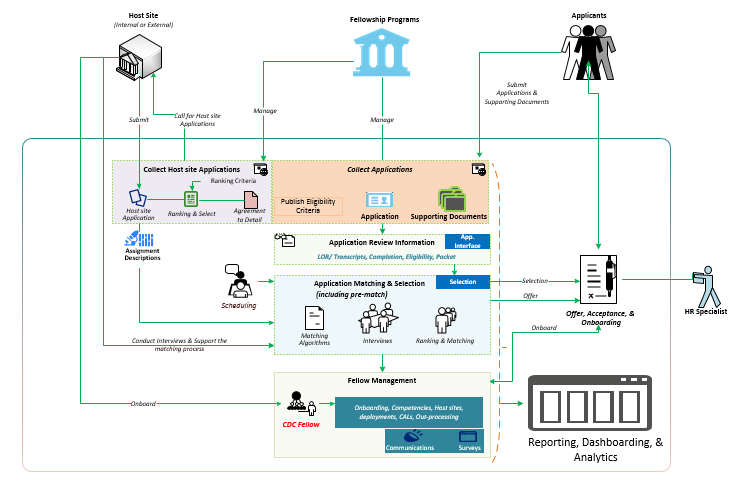 Host Site
(Internal or External)
Fellowship Programs
Applicants
Submit
Applications &
Supporting Documents
Call for Host site
Applications
Submit
Manage
Manage
Collect Host site Applications
Collect Applications
Ranking Criteria
Host site
Application
Ranking & Select
Agreement
to Detail
Publish Eligibility
Criteria
Application
Supporting Documents
Assignment
Descriptions
Application Review Information
App.
Interface
LOR/ Transcripts, Completion, Eligibility, Packet
Scheduling
Application Matching & Selection
(including pre-match)
Selection
Matching
Algorithms
Interviews
Ranking & Matching
Selection
Offer
Offer, Acceptance, &
Onboarding
HR Specialist
Onboard
Conduct Interviews & Support the
matching process
Fellow Management
Onboard
CDC Fellow
Onboarding, Competencies, Host sites,
deployments, CALs, Out-processing
Communications
Surveys
Reporting, Dashboarding, &
Analytics